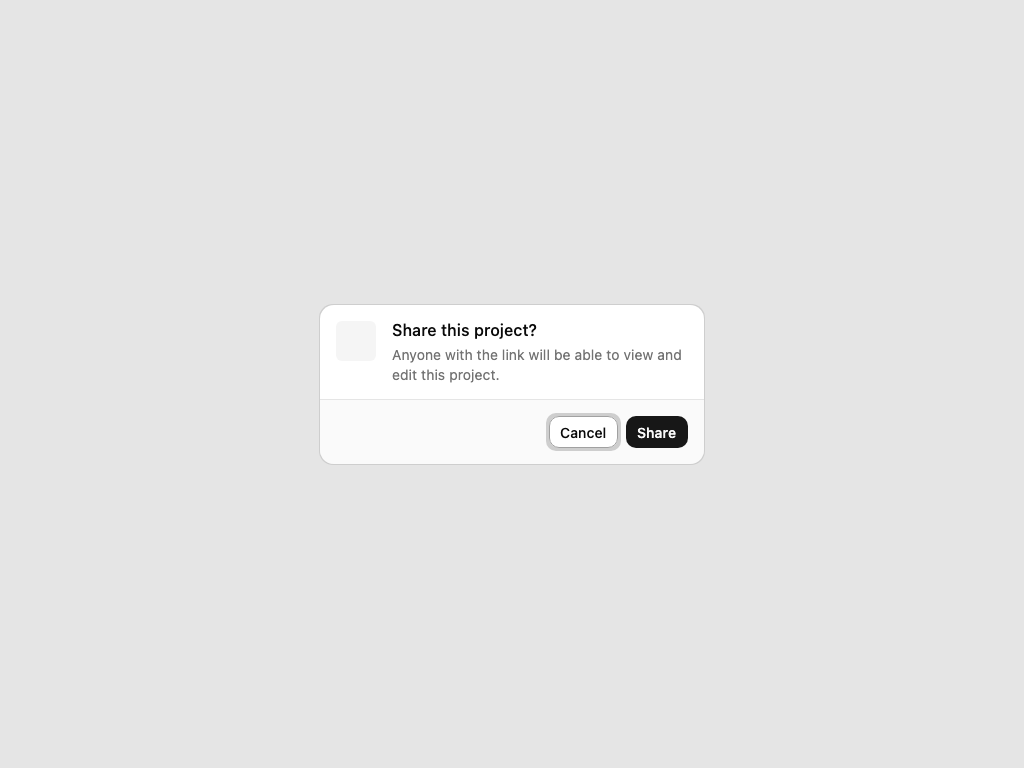 Share this project?
Anyone with the link will be able to view and
edit this project.
Cancel Share